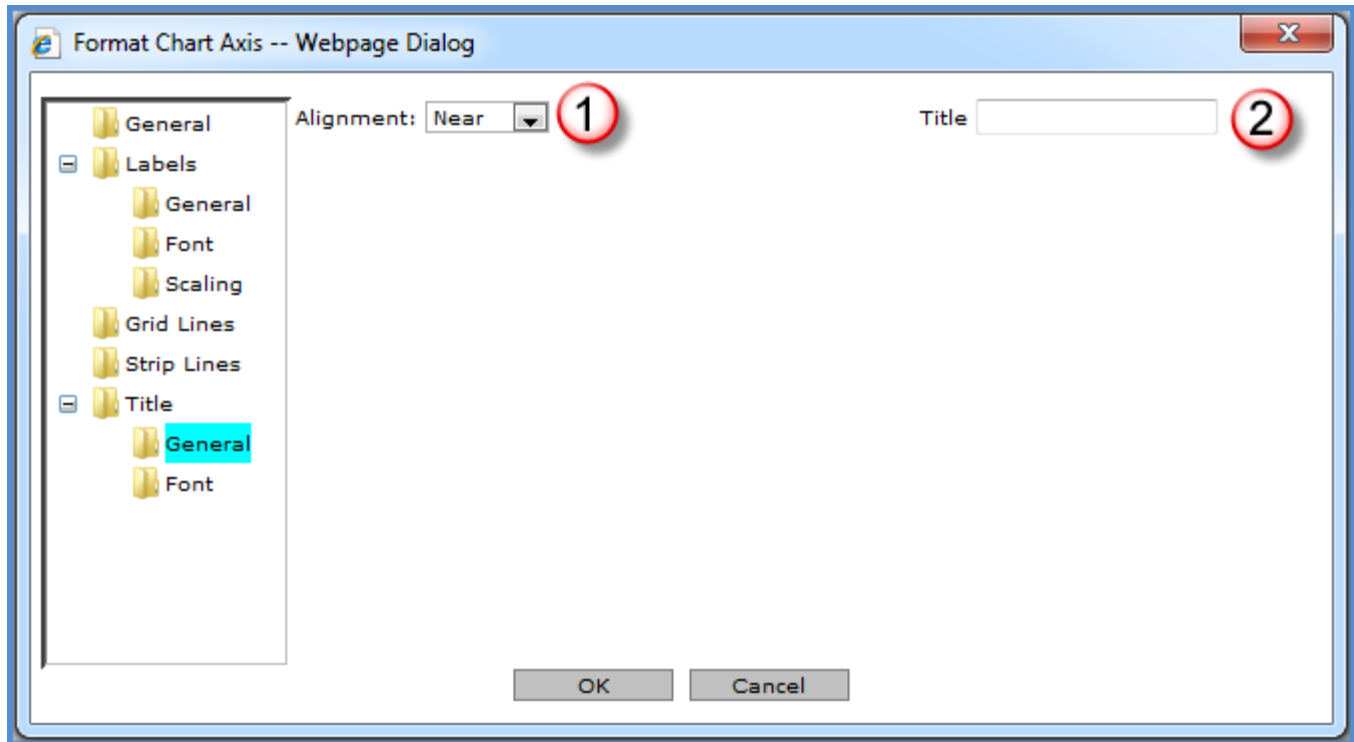 Format Chart Axis -- Webpage Dialog
General
Alignment: Near 1 Title 2
Labels
General
Font
Scaling
Grid Lines
Strip Lines
Title
General
Font
OK Cancel